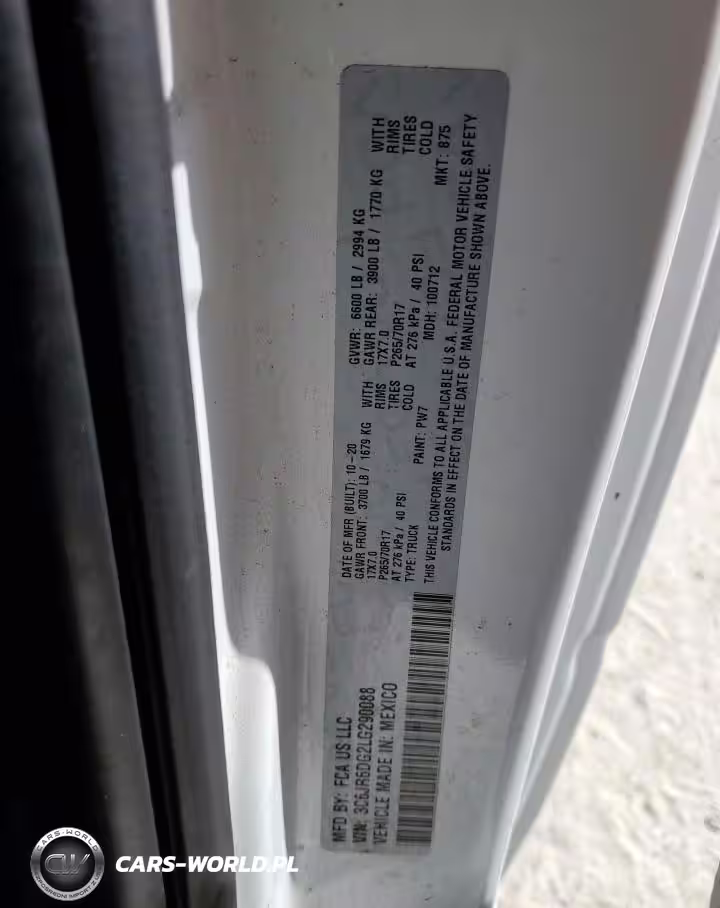 MFD BY: FCA US LLC
VIN: 3C6JR6DG2LG290088
VEHICLE MADE IN: MEXICO
DATE OF MFR (BUILT): 10-20
GAWR FRONT: 3700 LB / 1679 KG WITH
17X7.0 RIMS
P265/70R17 TIRES
AT 276 kPa / 40 PSI COLD
TYPE: TRUCK PAINT: PW7
GVWR: 6600 LB / 2994 KG
GAWR REAR: 3900 LB / 1770 KG WITH
17X7.0 RIMS
P265/70R17 TIRES
AT 276 kPa / 40 PSI COLD
MDH: 100712 MKT: 875
THIS VEHICLE CONFORMS TO ALL APPLICABLE U.S.A. FEDERAL MOTOR VEHICLE SAFETY
STANDARDS IN EFFECT ON THE DATE OF MANUFACTURE SHOWN ABOVE.
CARS-WORLD
CW
CARS-WORLD.PL